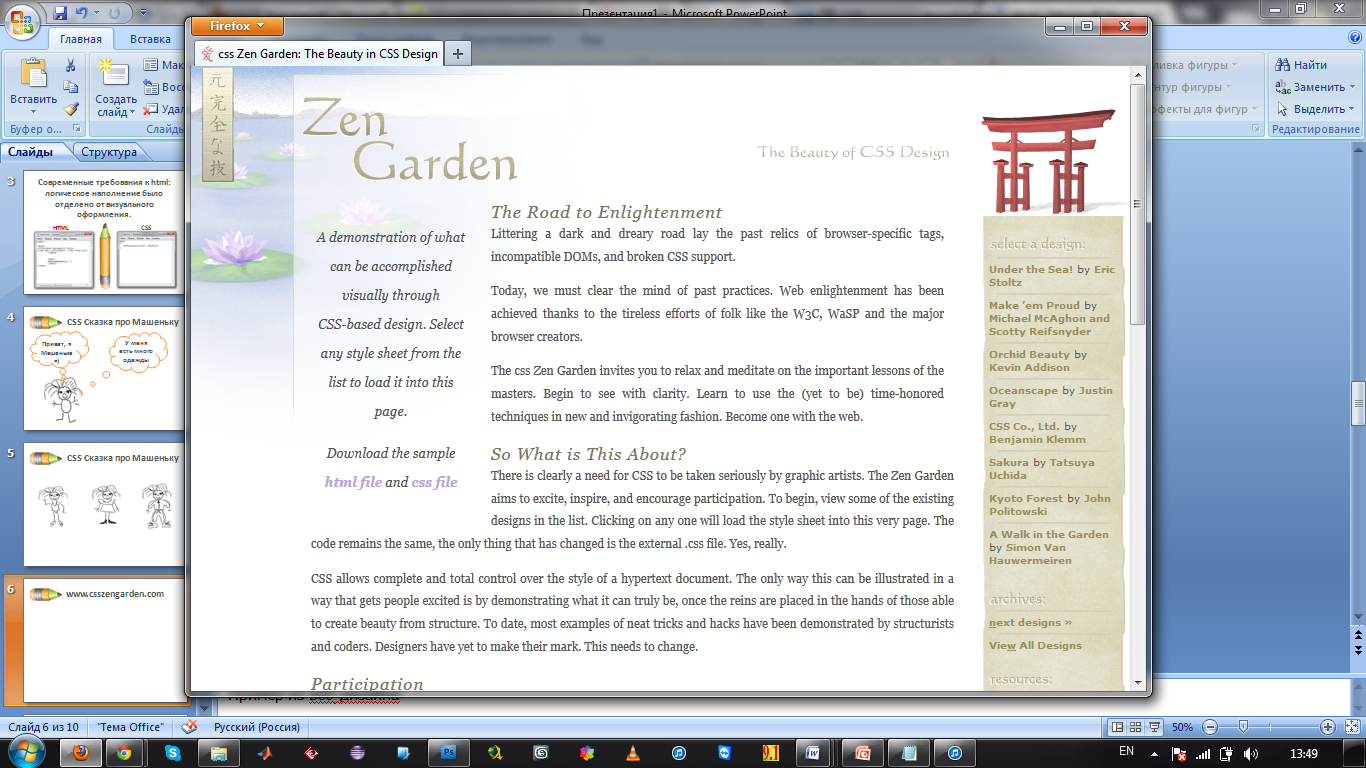 Презентация1 - Microsoft PowerPoint
Главная
Вставка
Вставить
Создать
слайд
Буфер о...
Слайды
Найти
Заменить
Выделить
Редактирование
Слайды
Структура
3
Современные требования к html:
логическое наполнение было
отделено от визуального
оформления.
HTML
CSS
4
CSS Сказка про Машеньку
Привет, я
Машенька
=)
У меня
есть много
одежды
5
CSS Сказка про Машеньку
6
www.csszengarden.com
Firefox
css Zen Garden: The Beauty in CSS Design
元
完
全
な
技
Zen
Garden
The Beauty of CSS Design
A demonstration of what
can be accomplished
visually through
CSS-based design. Select
any style sheet from the
list to load it into this
page.
Download the sample
html file and css file
The Road to Enlightenment
Littering a dark and dreary road lay the past relics of browser-specific tags,
incompatible DOMs, and broken CSS support.
Today, we must clear the mind of past practices. Web enlightenment has been
achieved thanks to the tireless efforts of folk like the W3C, WaSP and the major
browser creators.
The css Zen Garden invites you to relax and meditate on the important lessons of the
masters. Begin to see with clarity. Learn to use the (yet to be) time-honored
techniques in new and invigorating fashion. Become one with the web.
So What is This About?
There is clearly a need for CSS to be taken seriously by graphic artists. The Zen Garden
aims to excite, inspire, and encourage participation. To begin, view some of the existing
designs in the list. Clicking on any one will load the style sheet into this very page. The
code remains the same, the only thing that has changed is the external .css file. Yes, really.
CSS allows complete and total control over the style of a hypertext document. The only way this can be illustrated in a
way that gets people excited is by demonstrating what it can truly be, once the reins are placed in the hands of those able
to create beauty from structure. To date, most examples of neat tricks and hacks have been demonstrated by structurists
and coders. Designers have yet to make their mark. This needs to change.
Participation
select a design:
Under the Sea! by Eric
Stoltz
Make 'em Proud by
Michael McAghon and
Scotty Reifsnyder
Orchid Beauty by
Kevin Addison
Oceanscape by Justin
Gray
CSS Co., Ltd. by
Benjamin Klemm
Sakura by Tatsuya
Uchida
Kyoto Forest by John
Politowski
A Walk in the Garden
by Simon Van
Hauwermeiren
archives:
next designs »
View All Designs
resources:
Слайд 6 из 10
"Тема Office"
Русский (Россия)
50%
EN
13:49